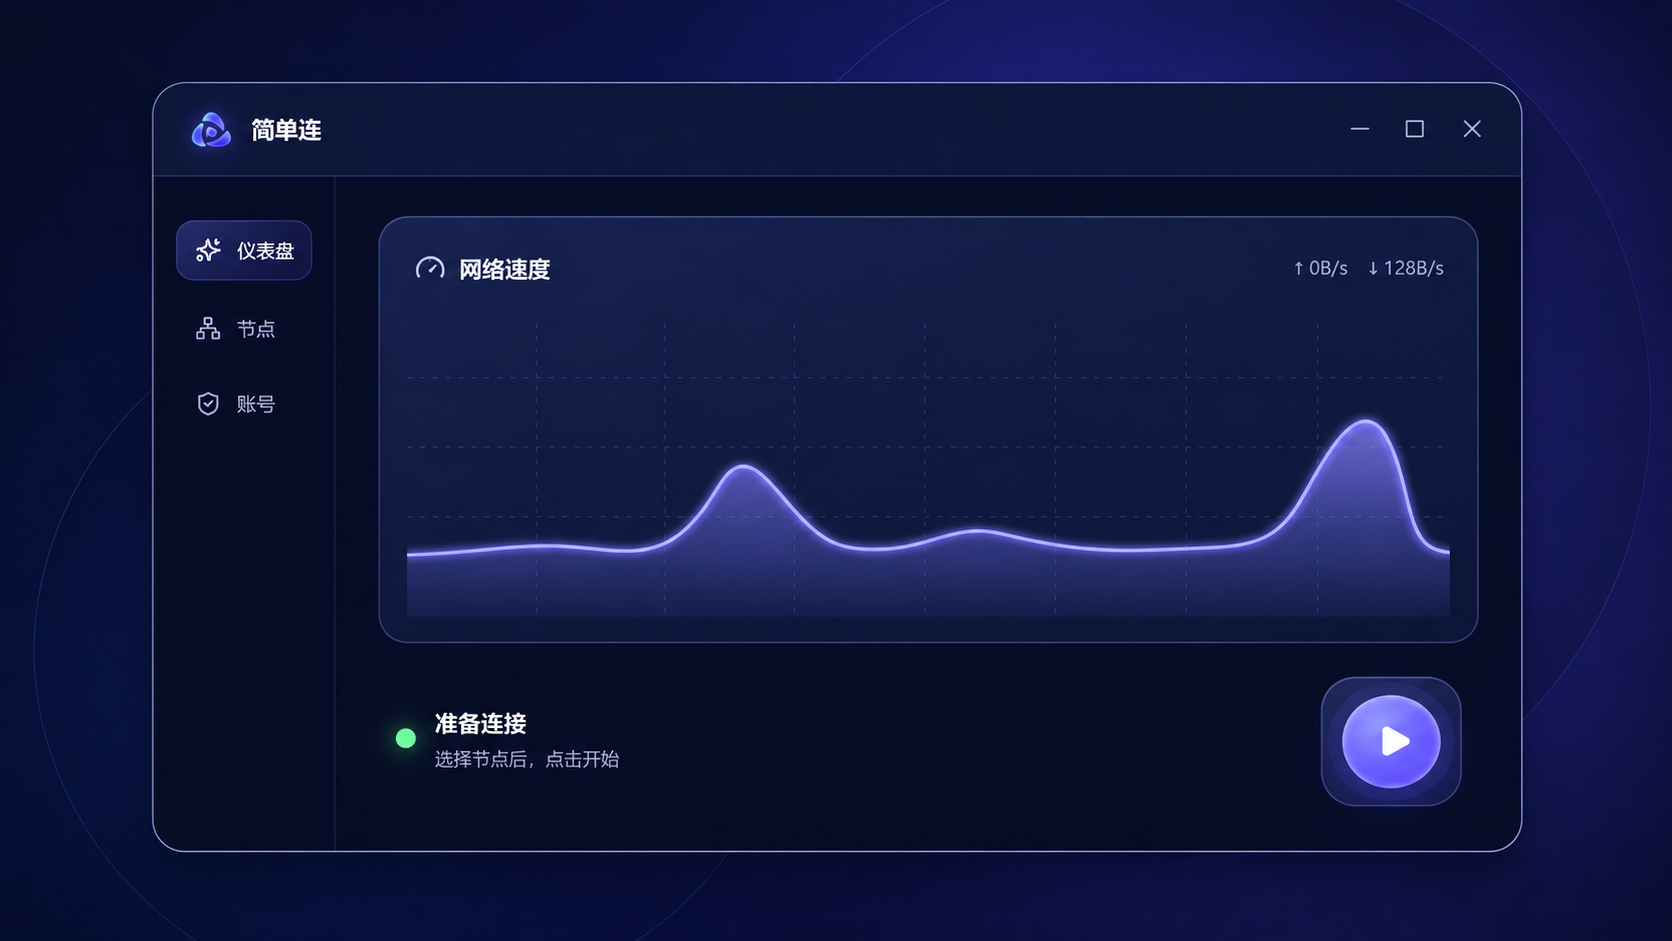 简单连
仪表盘
节点
账号
网络速度
↑ 0B/s ↓ 128B/s
准备连接
选择节点后，点击开始